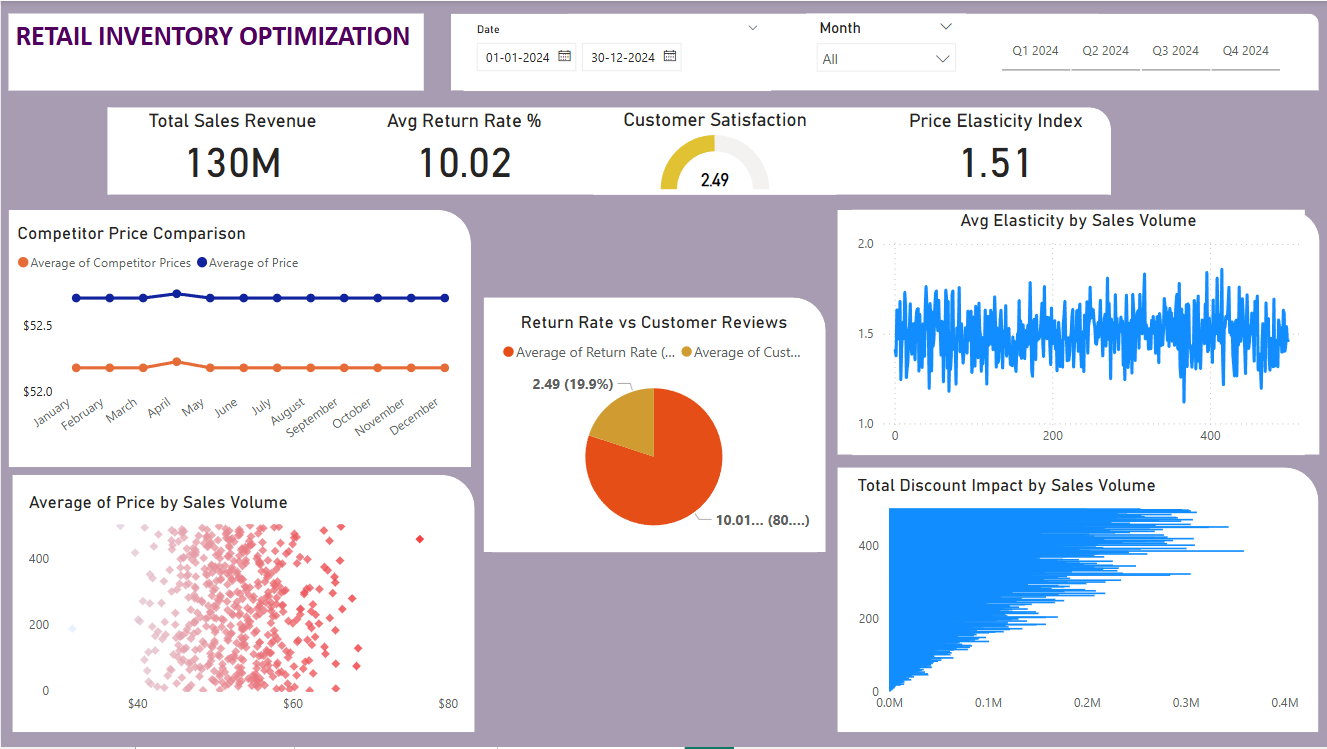 RETAIL INVENTORY OPTIMIZATION
Date
01-01-2024
30-12-2024
Month
All
Q1 2024
Q2 2024
Q3 2024
Q4 2024
Total Sales Revenue
130M
Avg Return Rate %
10.02
Customer Satisfaction
2.49
Price Elasticity Index
1.51
Competitor Price Comparison
Average of Competitor Prices
Average of Price
$52.5
$52.0
January
February
March
April
May
June
July
August
September
October
November
December
Return Rate vs Customer Reviews
Average of Return Rate (...
Average of Cust...
2.49 (19.9%)
10.01... (80....)
Avg Elasticity by Sales Volume
2.0
1.5
1.0
0
200
400
Average of Price by Sales Volume
400
200
0
$40
$60
$80
Total Discount Impact by Sales Volume
400
200
0
0.0M
0.1M
0.2M
0.3M
0.4M